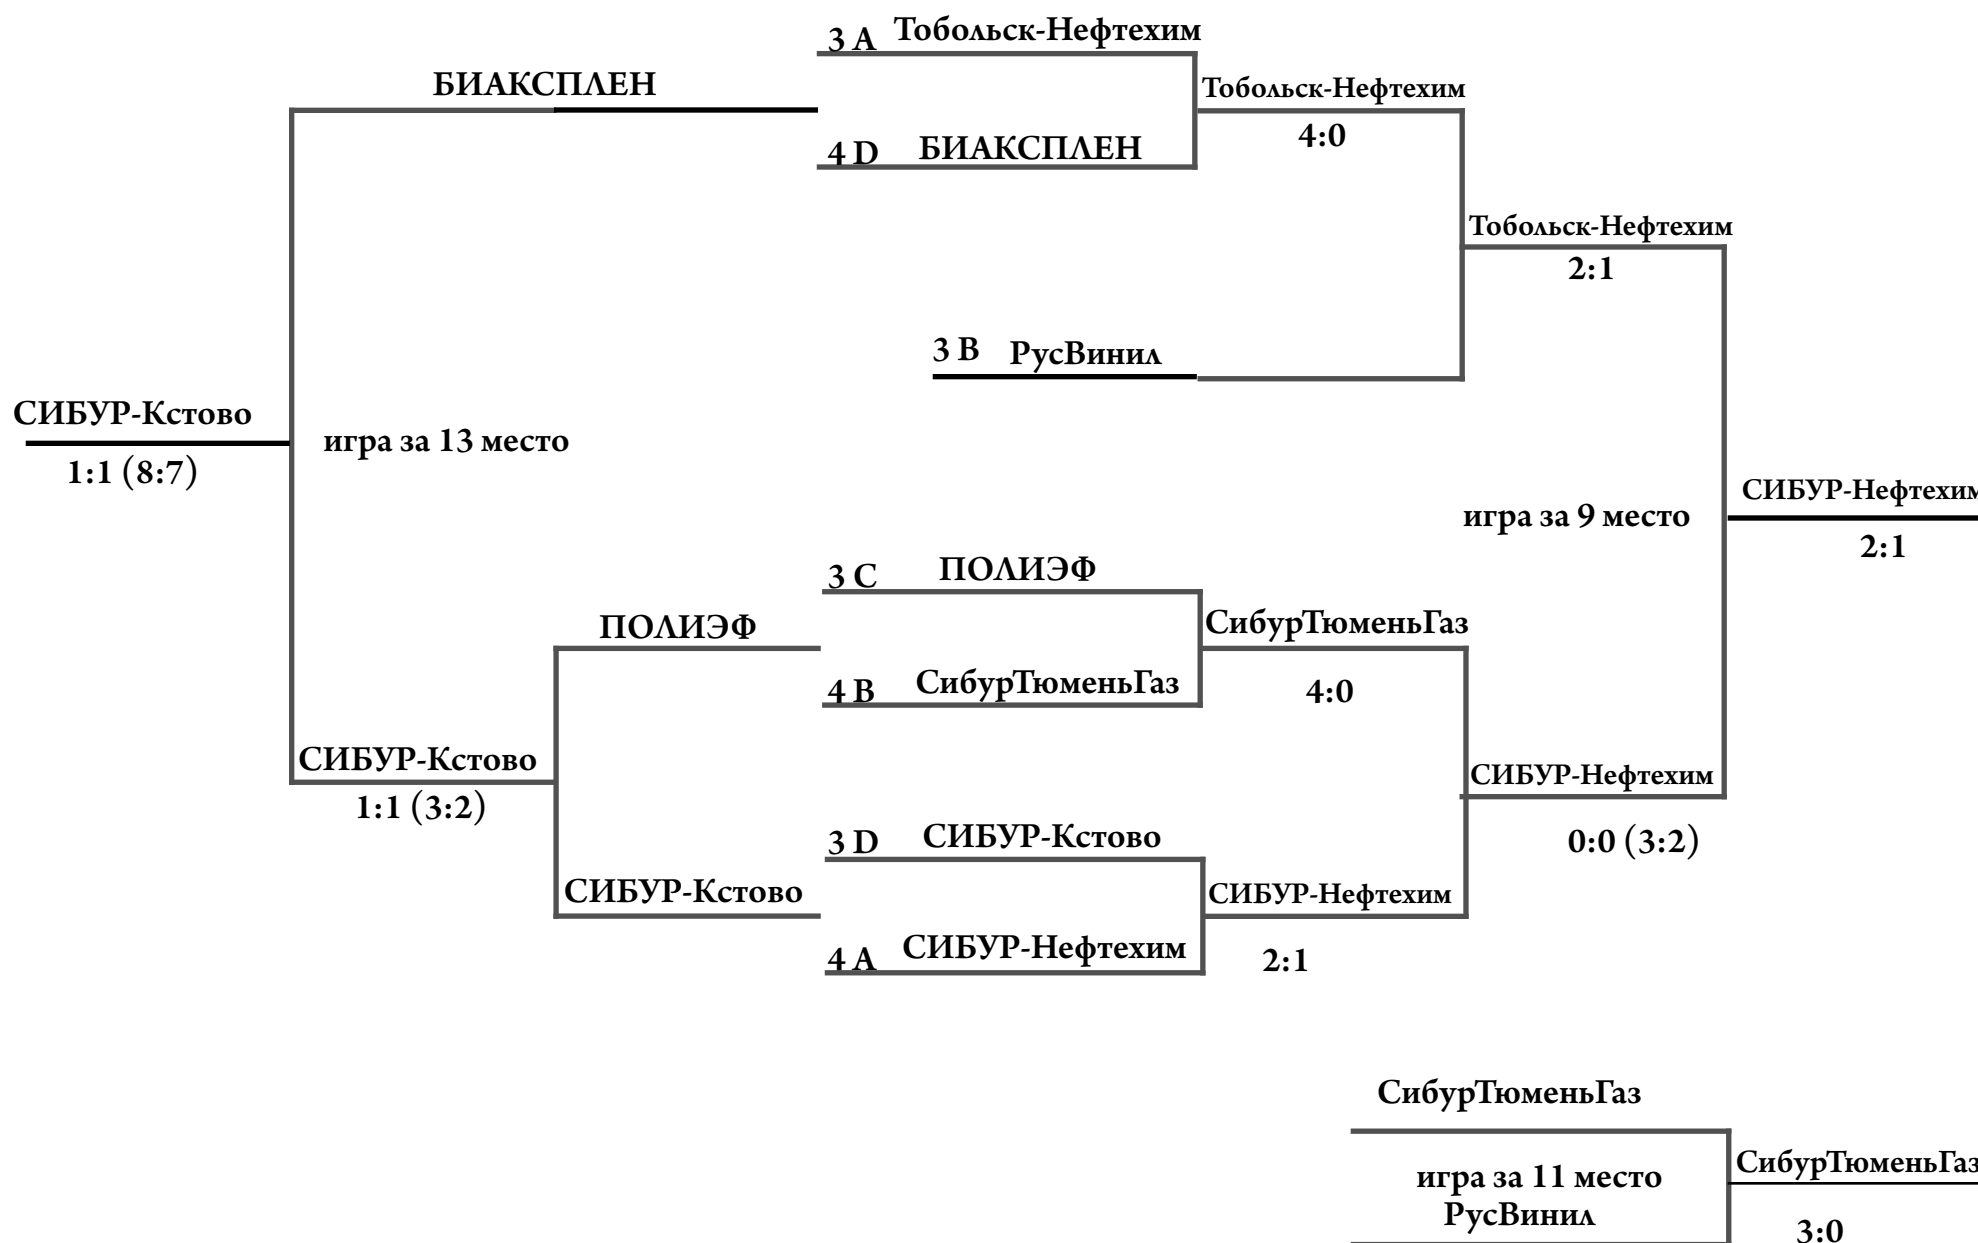 3 A Тобольск-Нефтехим
БИАКСПЛЕН
Тобольск-Нефтехим
4:0
4 D БИАКСПЛЕН
Тобольск-Нефтехим
2:1
3 B РусВинил
СИБУР-Кстово
1:1 (8:7)
игра за 13 место
СИБУР-Нефтехим
игра за 9 место
2:1
3 C ПОЛИЭФ
ПОЛИЭФ
СибурТюменьГаз
4 B СибурТюменьГаз
4:0
СИБУР-Кстово
1:1 (3:2)
СИБУР-Нефтехим
0:0 (3:2)
3 D СИБУР-Кстово
СИБУР-Кстово
СИБУР-Нефтехим
4 A СИБУР-Нефтехим
2:1
СибурТюменьГаз
игра за 11 место
СибурТюменьГаз
РусВинил
3:0